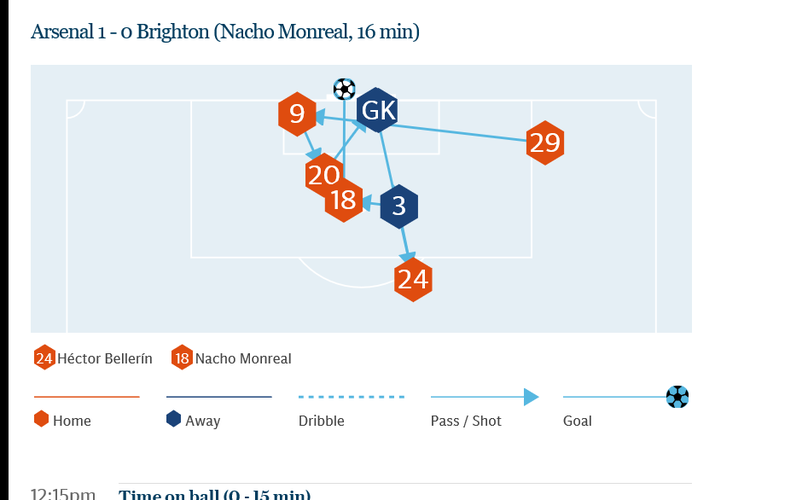 Arsenal 1 - 0 Brighton (Nacho Monreal, 16 min)
9
GK
29
20
18
3
24
24 Héctor Bellerín 18 Nacho Monreal
Home Away Dribble Pass / Shot Goal
12:15pm Time on ball (0 - 15 min)